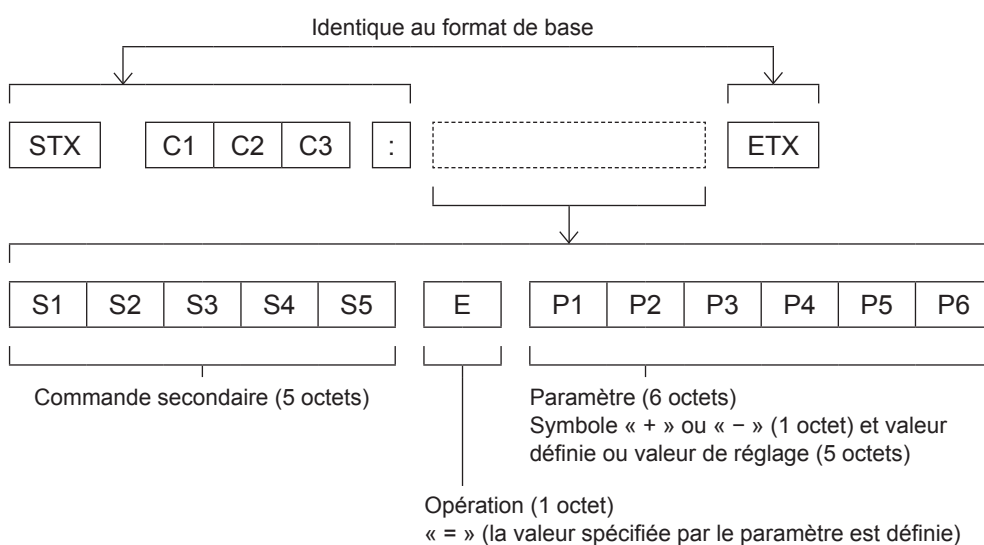 Identique au format de base
STX C1 C2 C3 : ETX
S1 S2 S3 S4 S5 E P1 P2 P3 P4 P5 P6
Commande secondaire (5 octets)
Paramètre (6 octets)
Symbole « + » ou « − » (1 octet) et valeur
définie ou valeur de réglage (5 octets)
Opération (1 octet)
« = » (la valeur spécifiée par le paramètre est définie)